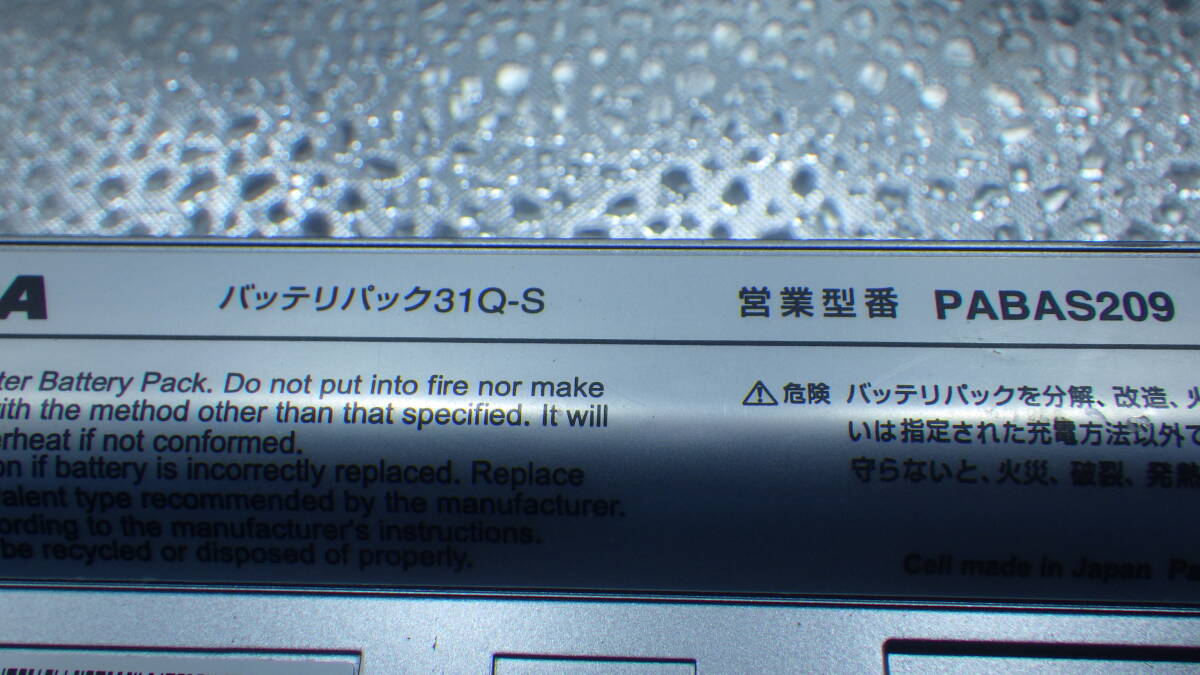 A バッテリパック31Q-S 営業型番 PABAS209
ter Battery Pack. Do not put into fire nor make
ith the method other than that specified. It will
erheat if not conformed.
on if battery is incorrectly replaced. Replace
valent type recommended by the manufacturer.
ording to the manufacturer's instructions.
be recycled or disposed of properly.
⚠危険 バッテリパックを分解、改造、火
いは指定された充電方法以外で
守らないと、火災、破裂、発熱
Cell made in Japan Pa